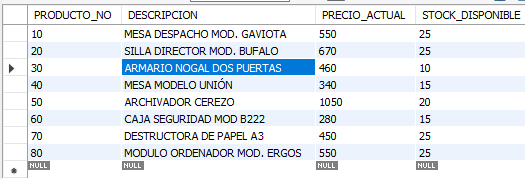 PRODUCTO_NO DESCRIPCION PRECIO_ACTUAL STOCK_DISPONIBLE
10 MESA DESPACHO MOD. GAVIOTA 550 25
20 SILLA DIRECTOR MOD. BUFALO 670 25
30 ARMARIO NOGAL DOS PUERTAS 460 10
40 MESA MODELO UNIÓN 340 15
50 ARCHIVADOR CEREZO 1050 20
60 CAJA SEGURIDAD MOD B222 280 15
70 DESTRUCTORA DE PAPEL A3 450 25
80 MODULO ORDENADOR MOD. ERGOS 550 25
NULL NULL NULL NULL